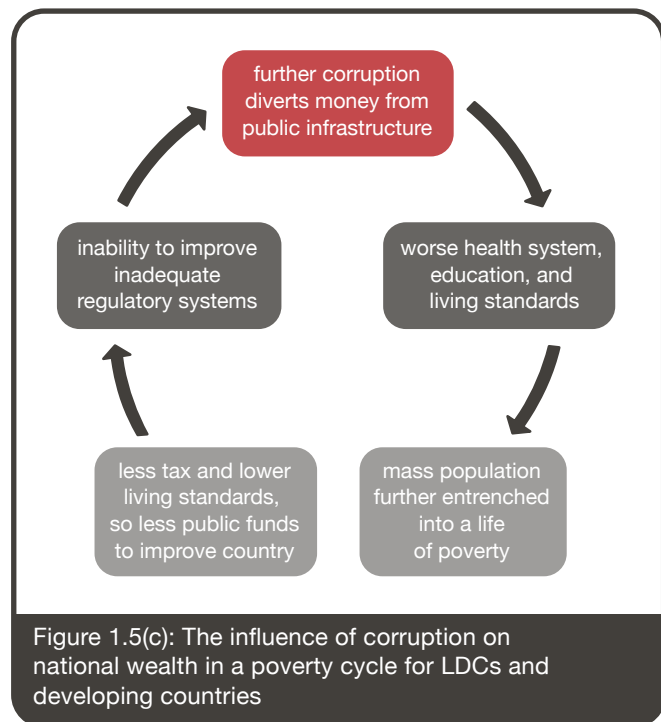 further corruption
diverts money from
public infrastructure
worse health system,
education, and
living standards
mass population
further entrenched
into a life
of poverty
less tax and lower
living standards,
so less public funds
to improve country
inability to improve
inadequate
regulatory systems
Figure 1.5(c): The influence of corruption on
national wealth in a poverty cycle for LDCs and
developing countries